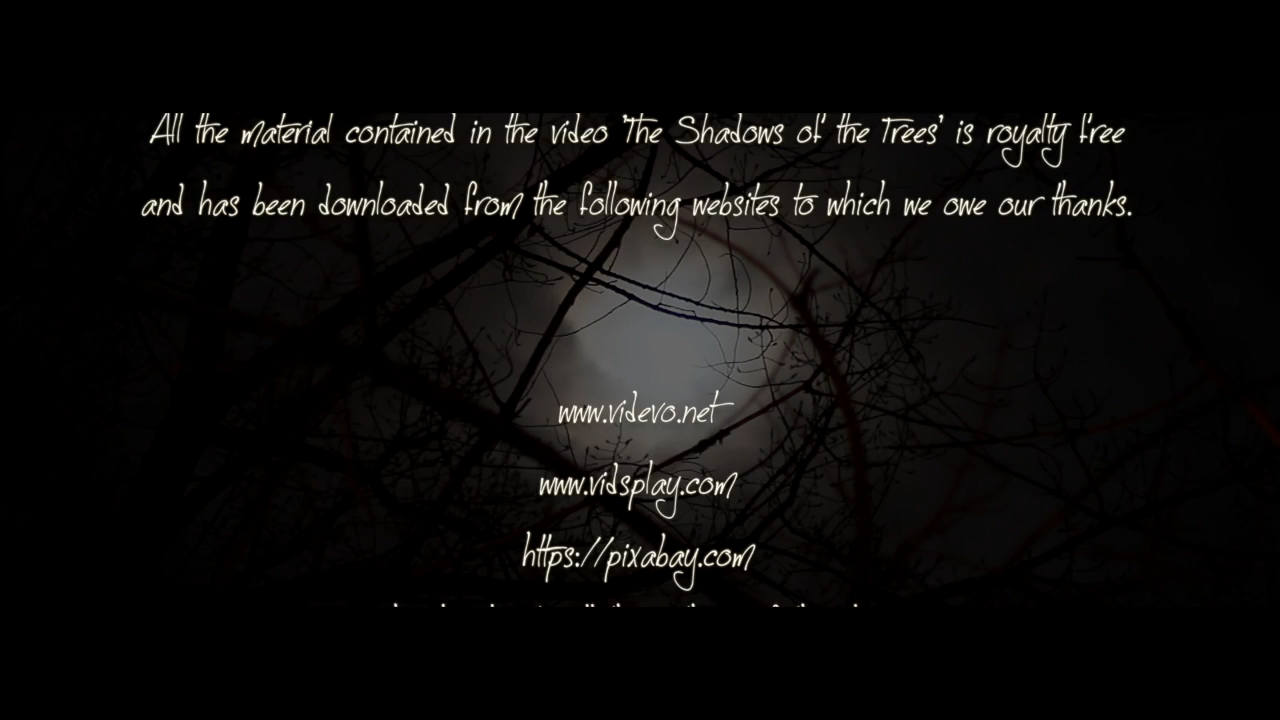 All the material contained in the video 'The Shadows of the Trees' is royalty free
and has been downloaded from the following websites to which we owe our thanks.
www.videvo.net
www.vidsplay.com
https://pixabay.com